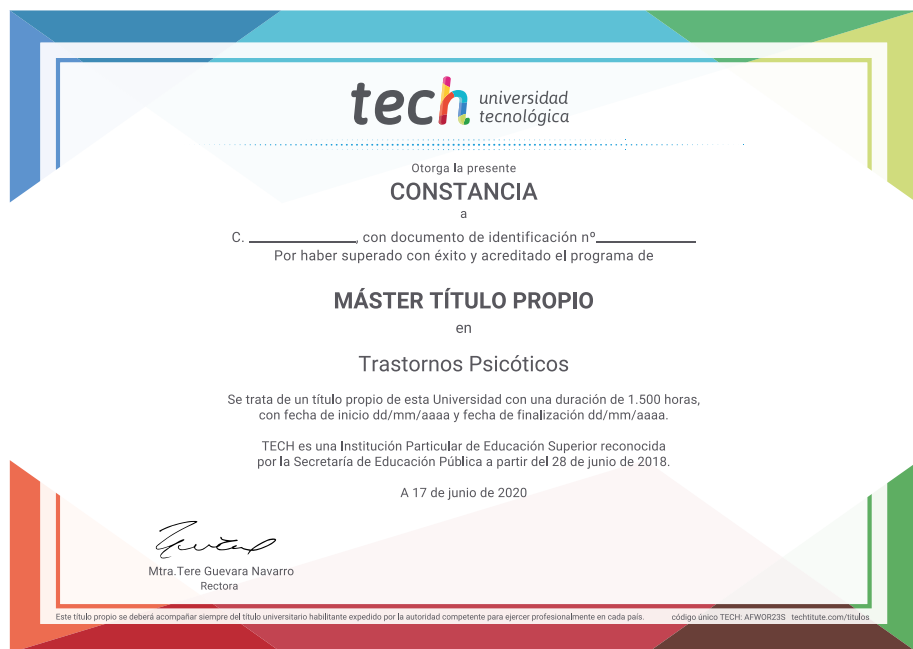 tech universidad
tecnológica
Otorga la presente
CONSTANCIA
a
C. ____________, con documento de identificación nº____________
Por haber superado con éxito y acreditado el programa de
MÁSTER TÍTULO PROPIO
en
Trastornos Psicóticos
Se trata de un título propio de esta Universidad con una duración de 1.500 horas,
con fecha de inicio dd/mm/aaaa y fecha de finalización dd/mm/aaaa.
TECH es una Institución Particular de Educación Superior reconocida
por la Secretaría de Educación Pública a partir del 28 de junio de 2018.
A 17 de junio de 2020
Mtra.Tere Guevara Navarro
Rectora
Este título propio se deberá acompañar siempre del título universitario habilitante expedido por la autoridad competente para ejercer profesionalmente en cada país. código único TECH: AFWOR23S techtitute.com/titulos